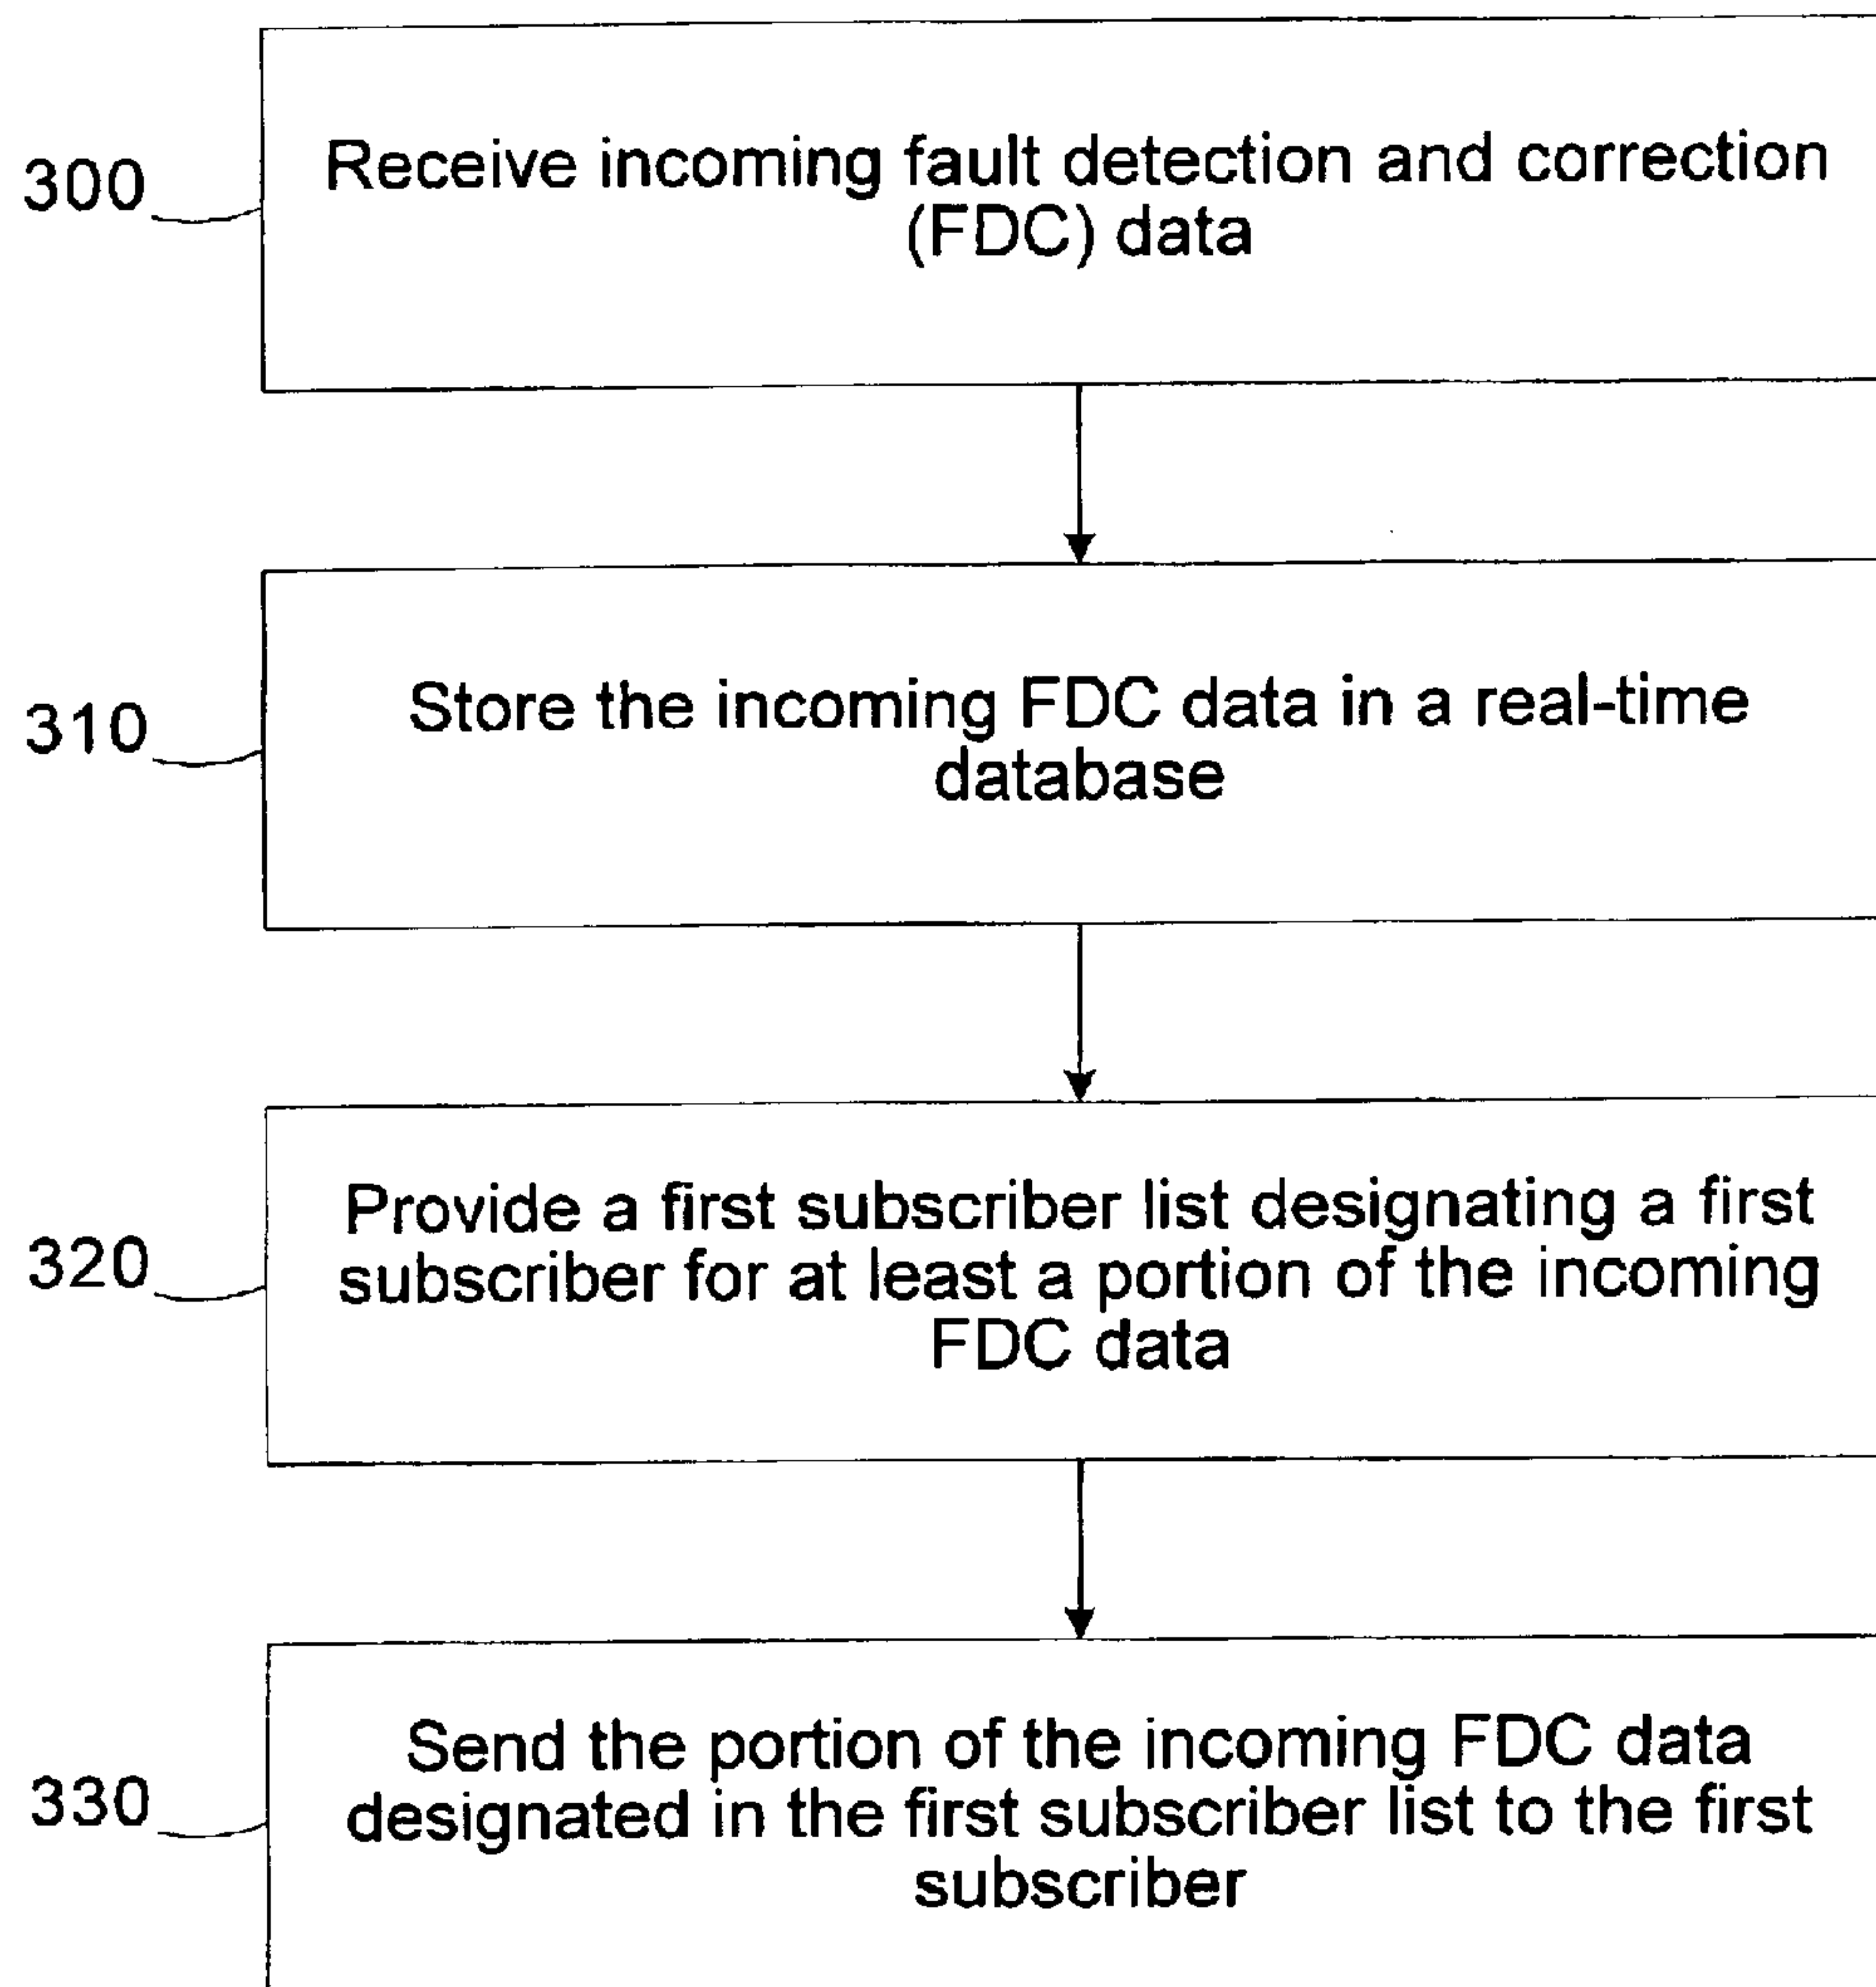 300
Receive incoming fault detection and correction
(FDC) data
310
Store the incoming FDC data in a real-time
database
320
Provide a first subscriber list designating a first
subscriber for at least a portion of the incoming
FDC data
330
Send the portion of the incoming FDC data
designated in the first subscriber list to the first
subscriber